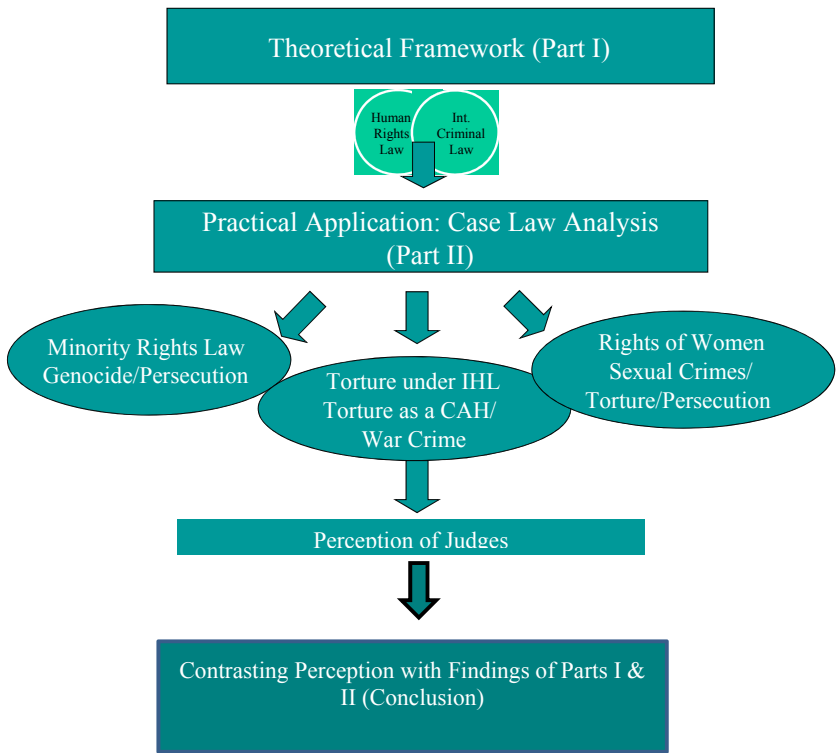 Theoretical Framework (Part I)
Human
Rights
Law
Int.
Criminal
Law
Practical Application: Case Law Analysis
(Part II)
Minority Rights Law
Genocide/Persecution
Torture under IHL
Torture as a CAH/
War Crime
Rights of Women
Sexual Crimes/
Torture/Persecution
Perception of Judges
Contrasting Perception with Findings of Parts I &
II (Conclusion)